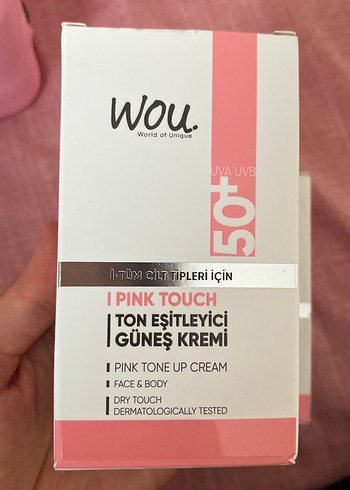 wou.
World of Unique
UVA UVB
50+
TÜM CİLT TİPLERİ İÇİN
PINK TOUCH
TON EŞİTLEYİCİ
GÜNEŞ KREMİ
PINK TONE UP CREAM
FACE & BODY
DRY TOUCH
DERMATOLOGICALLY TESTED